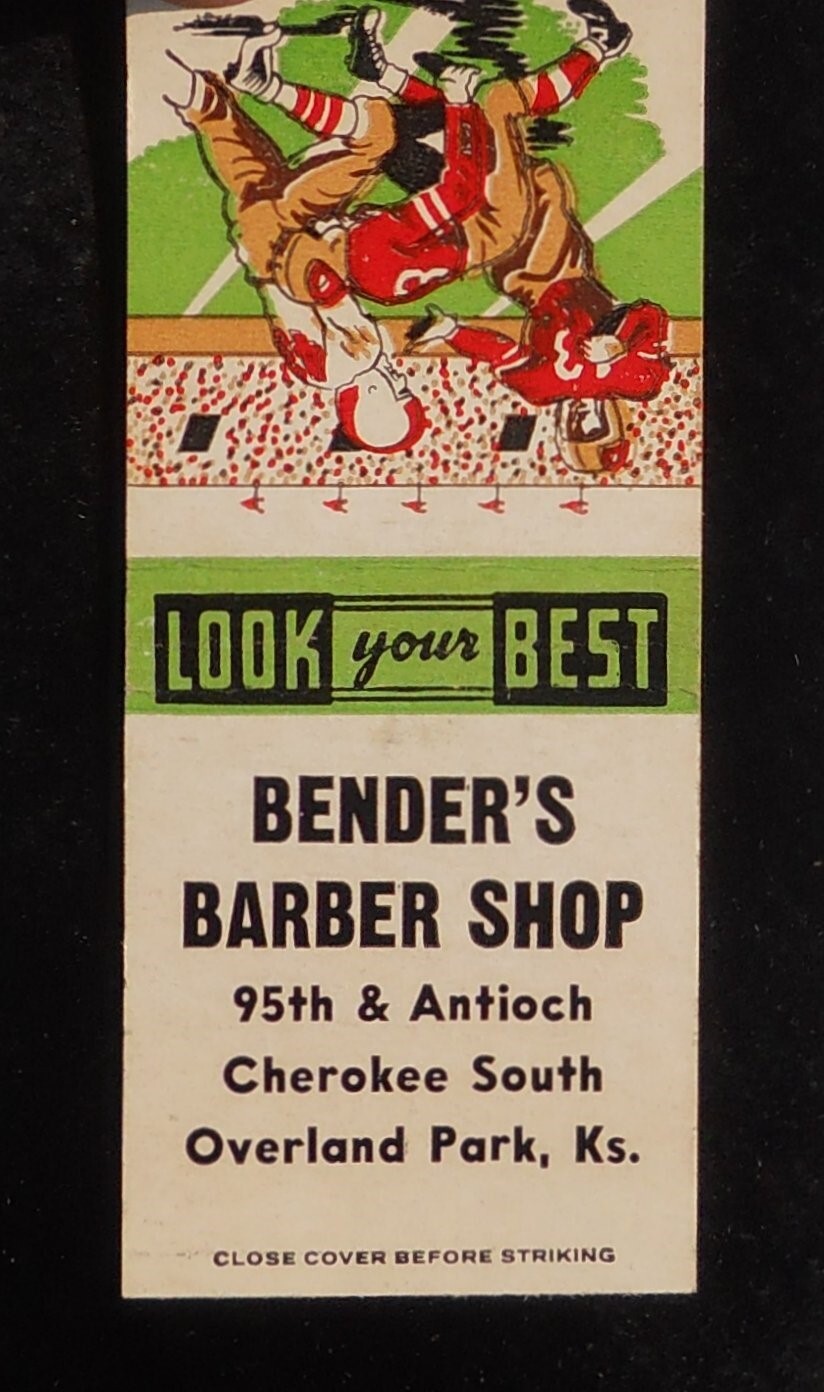 LOOK your BEST
BENDER'S
BARBER SHOP
95th & Antioch
Cherokee South
Overland Park, Ks.
CLOSE COVER BEFORE STRIKING